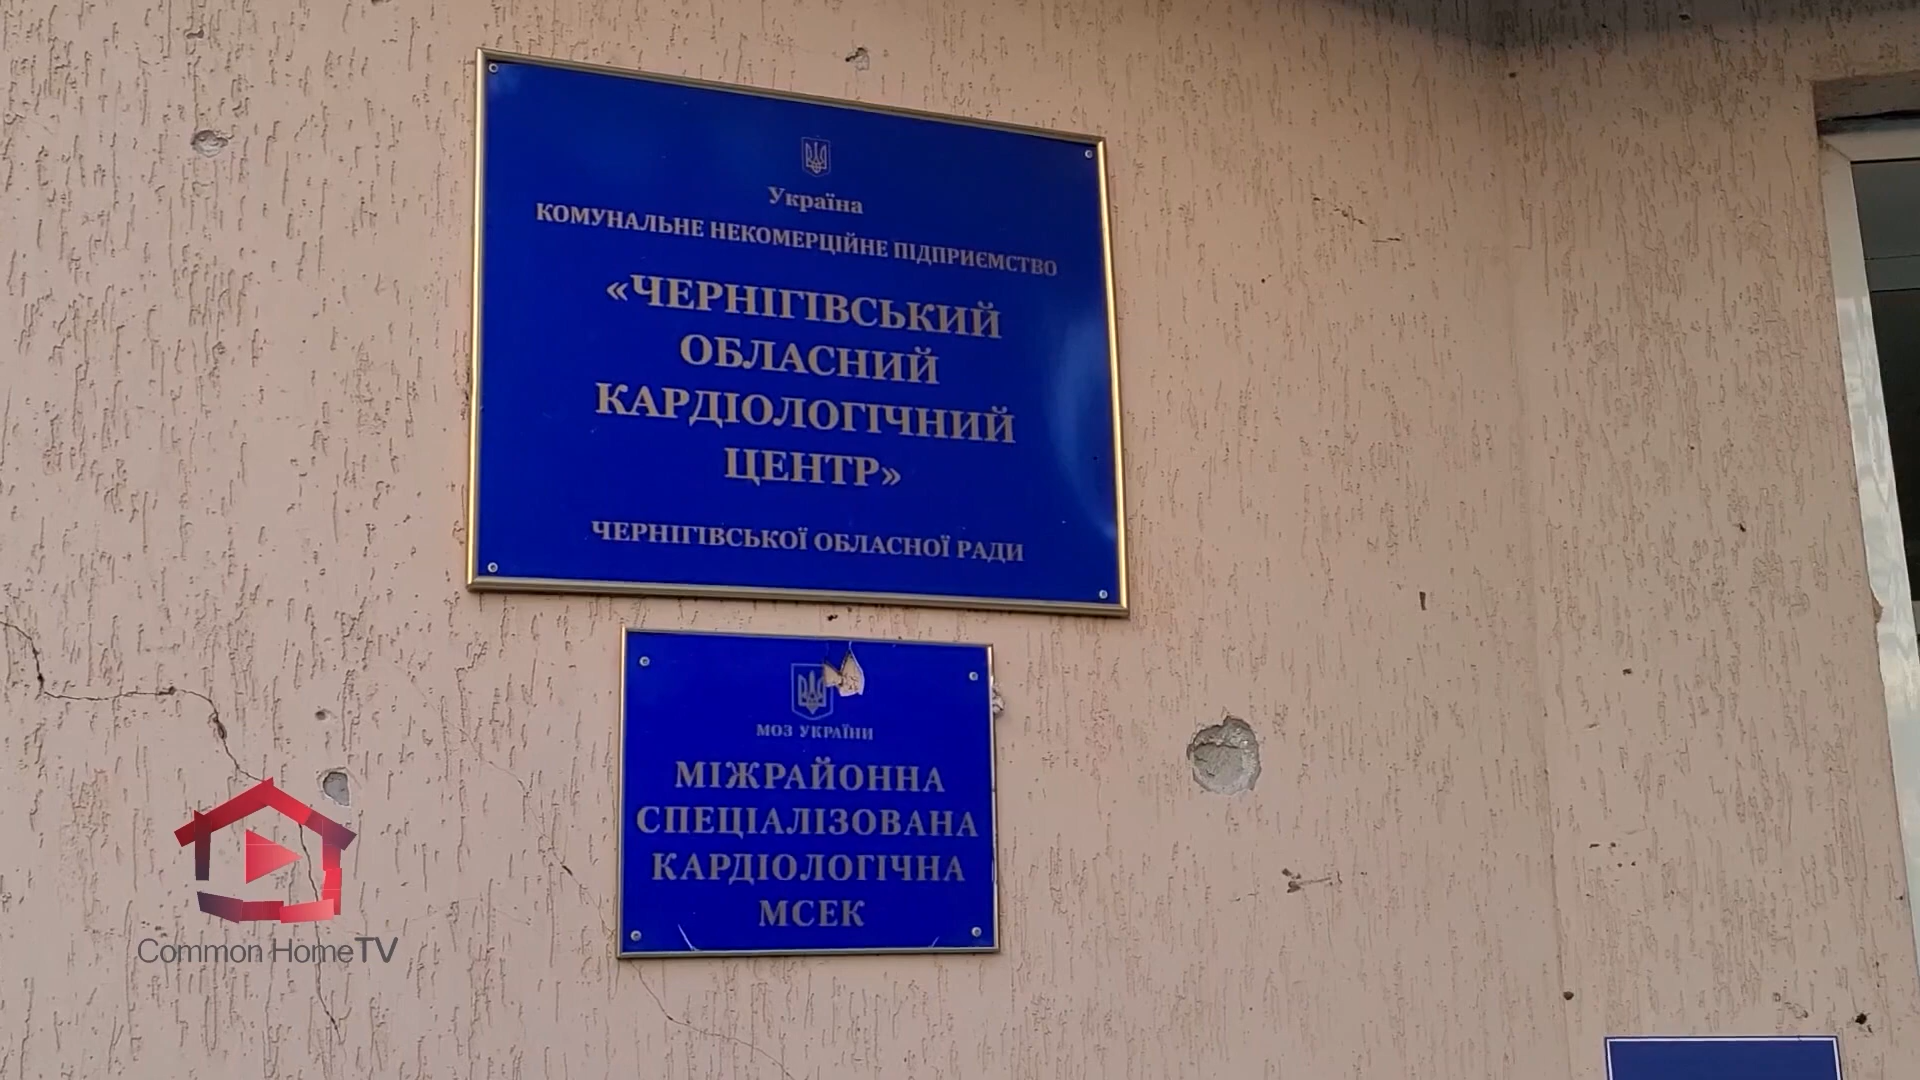 Україна
КОМУНАЛЬНЕ НЕКОМЕРЦІЙНЕ ПІДПРИЄМСТВО
«ЧЕРНІГІВСЬКИЙ
ОБЛАСНИЙ
КАРДІОЛОГІЧНИЙ
ЦЕНТР»
ЧЕРНІГІВСЬКОЇ ОБЛАСНОЇ РАДИ
МОЗ УКРАЇНИ
МІЖРАЙОННА
СПЕЦІАЛІЗОВАНА
КАРДІОЛОГІЧНА
МСЕК
Common HomeTV